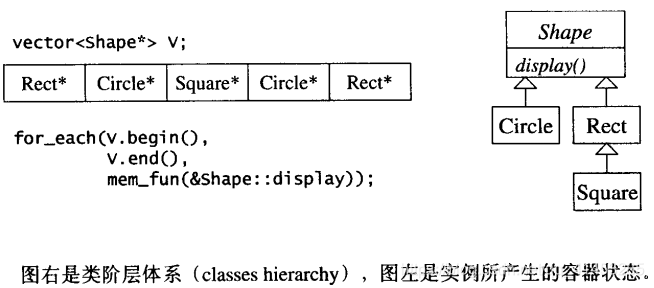 vector<Shape*> V;
Rect* Circle* Square* Circle* Rect*
for_each(V.begin(),
V.end(),
mem_fun(&Shape::display));
Shape
display()
Circle Rect
Square
图右是类阶层体系（classes hierarchy），图左是实例所产生的容器状态。